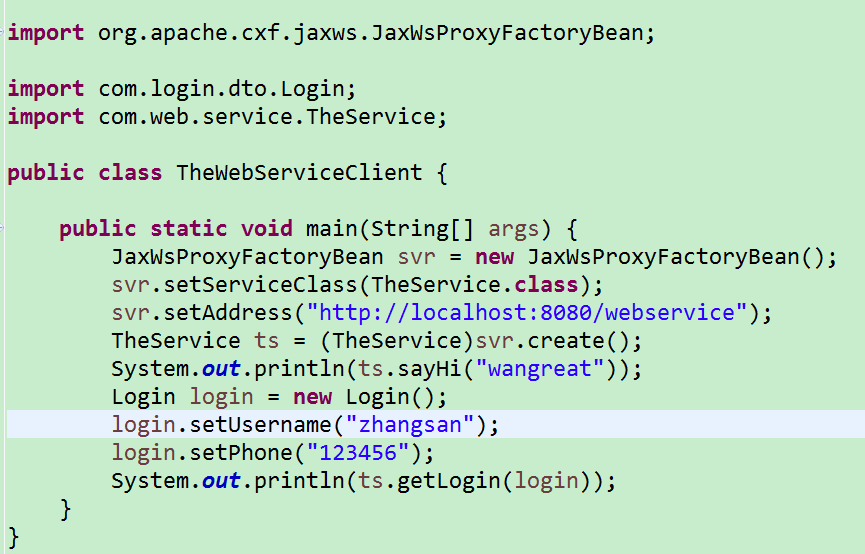 import org.apache.cxf.jaxws.JaxWsProxyFactoryBean;
import com.login.dto.Login;
import com.web.service.TheService;
public class TheWebServiceClient {
public static void main(String[] args) {
JaxWsProxyFactoryBean svr = new JaxWsProxyFactoryBean();
svr.setServiceClass(TheService.class);
svr.setAddress("http://localhost:8080/webservice");
TheService ts = (TheService)svr.create();
System.out.println(ts.sayHi("wangreat"));
Login login = new Login();
login.setUsername("zhangsan");
login.setPhone("123456");
System.out.println(ts.getLogin(login));
}
}